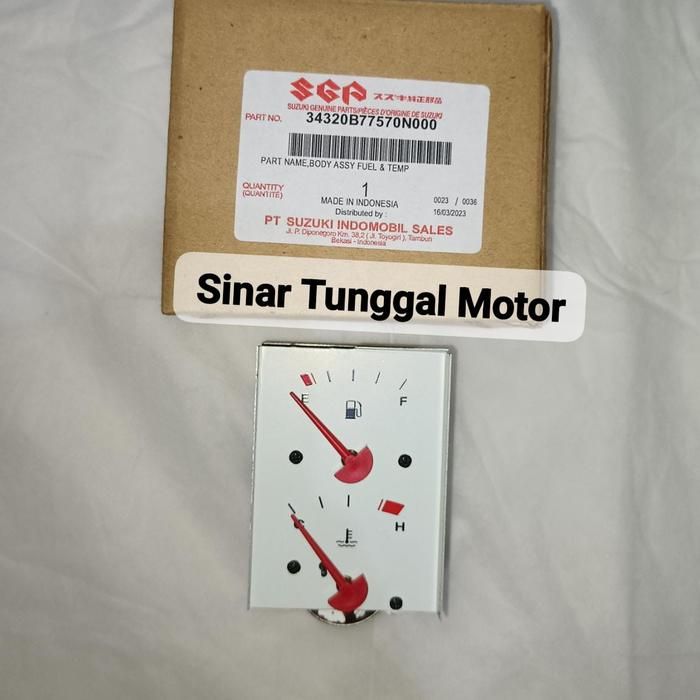 SGP スズキ純正部品
SUZUKI GENUINE PARTS/PIÈCES D'ORIGINE DE SUZUKI
PART NO. 34320B77570N000
PART NAME,BODY ASSY FUEL & TEMP
QUANTITY 1
(QUANTITÉ)
MADE IN INDONESIA 0023 / 0036
Distributed by : 16/03/2023
PT SUZUKI INDOMOBIL SALES
Jl. P. Diponegoro Km. 38,2 ( Jl. Toyogiri ), Tambun
Bekasi - Indonesia
Sinar Tunggal Motor
E F
C H